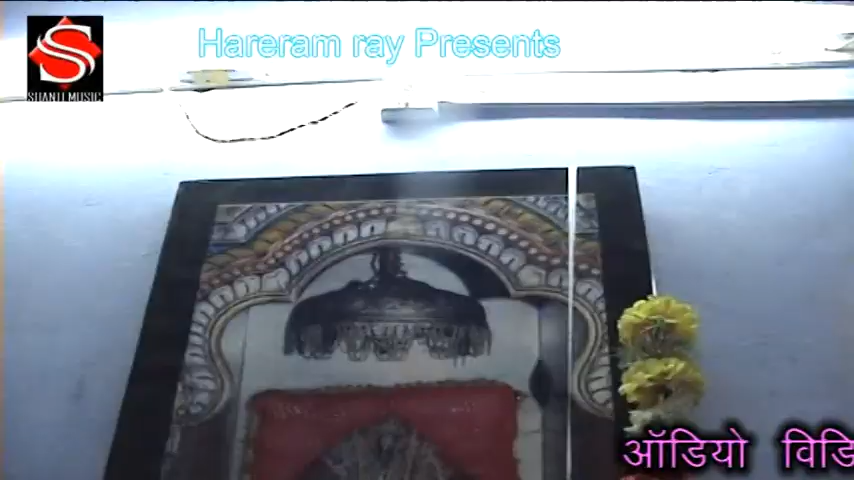 Hareram ray Presents
SHANTI MUSIC
ऑडियो